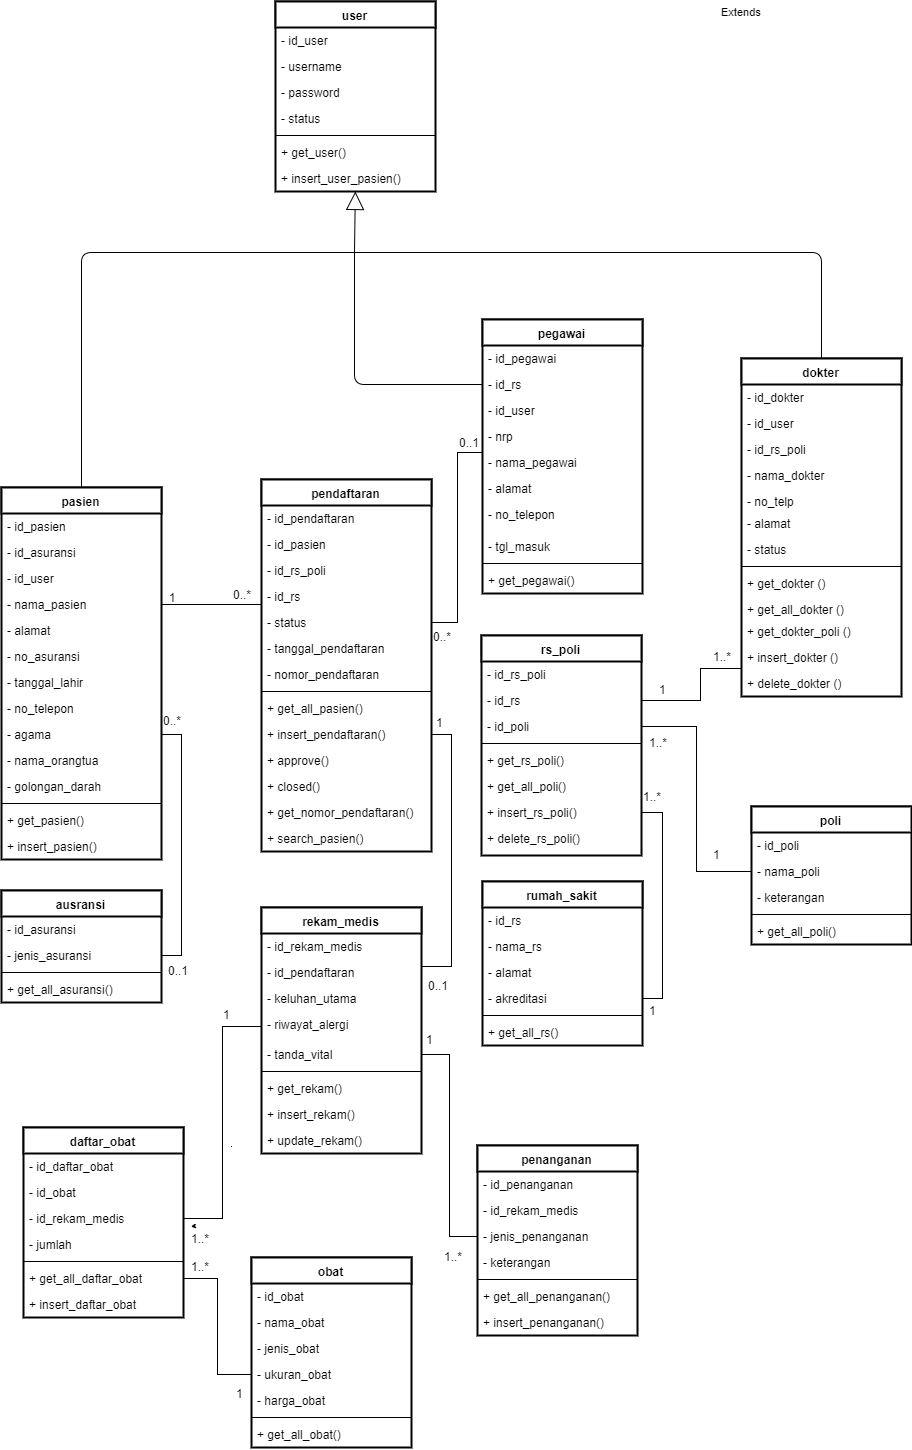 Extends
user
- id_user
- username
- password
- status
+ get_user()
+ insert_user_pasien()
pegawai
- id_pegawai
- id_rs
- id_user
- nrp
- nama_pegawai
- alamat
- no_telepon
- tgl_masuk
+ get_pegawai()
dokter
- id_dokter
- id_user
- id_rs_poli
- nama_dokter
- no_telp
- alamat
- status
+ get_dokter ()
+ get_all_dokter ()
+ get_dokter_poli ()
+ insert_dokter ()
+ delete_dokter ()
pasien
- id_pasien
- id_asuransi
- id_user
- nama_pasien
- alamat
- no_asuransi
- tanggal_lahir
- no_telepon
- agama
- nama_orangtua
- golongan_darah
+ get_pasien()
+ insert_pasien()
1
0..*
pendaftaran
- id_pendaftaran
- id_pasien
- id_rs_poli
- id_rs
- status
- tanggal_pendaftaran
- nomor_pendaftaran
+ get_all_pasien()
+ insert_pendaftaran()
+ approve()
+ closed()
+ get_nomor_pendaftaran()
+ search_pasien()
0..1
0..*
rs_poli
- id_rs_poli
- id_rs
- id_poli
+ get_rs_poli()
+ get_all_poli()
+ insert_rs_poli()
+ delete_rs_poli()
1
1..*
1..*
1
1..*
1
poli
- id_poli
- nama_poli
- keterangan
+ get_all_poli()
0..*
0..1
ausransi
- id_asuransi
- jenis_asuransi
+ get_all_asuransi()
1
0..1
rekam_medis
- id_rekam_medis
- id_pendaftaran
- keluhan_utama
- riwayat_alergi
- tanda_vital
+ get_rekam()
+ insert_rekam()
+ update_rekam()
rumah_sakit
- id_rs
- nama_rs
- alamat
- akreditasi
+ get_all_rs()
1
1..*
daftar_obat
- id_daftar_obat
- id_obat
- id_rekam_medis
- jumlah
+ get_all_daftar_obat
+ insert_daftar_obat
1..*
1
obat
- id_obat
- nama_obat
- jenis_obat
- ukuran_obat
- harga_obat
+ get_all_obat()
1
1..*
penanganan
- id_penanganan
- id_rekam_medis
- jenis_penanganan
- keterangan
+ get_all_penanganan()
+ insert_penanganan()